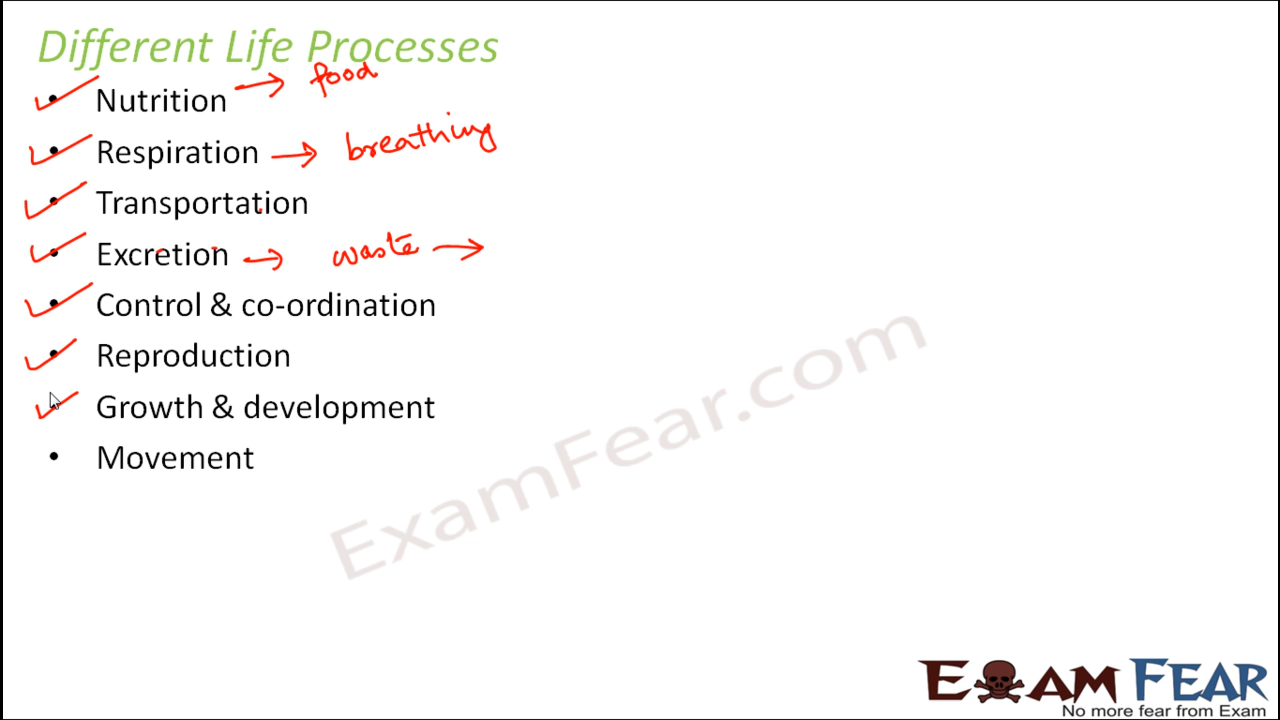 Different Life Processes
• Nutrition → food
• Respiration → breathing
• Transportation
• Excretion → waste →
• Control & co-ordination
• Reproduction
• Growth & development
• Movement
ExamFear.com
EXAM FEAR
No more fear from Exam